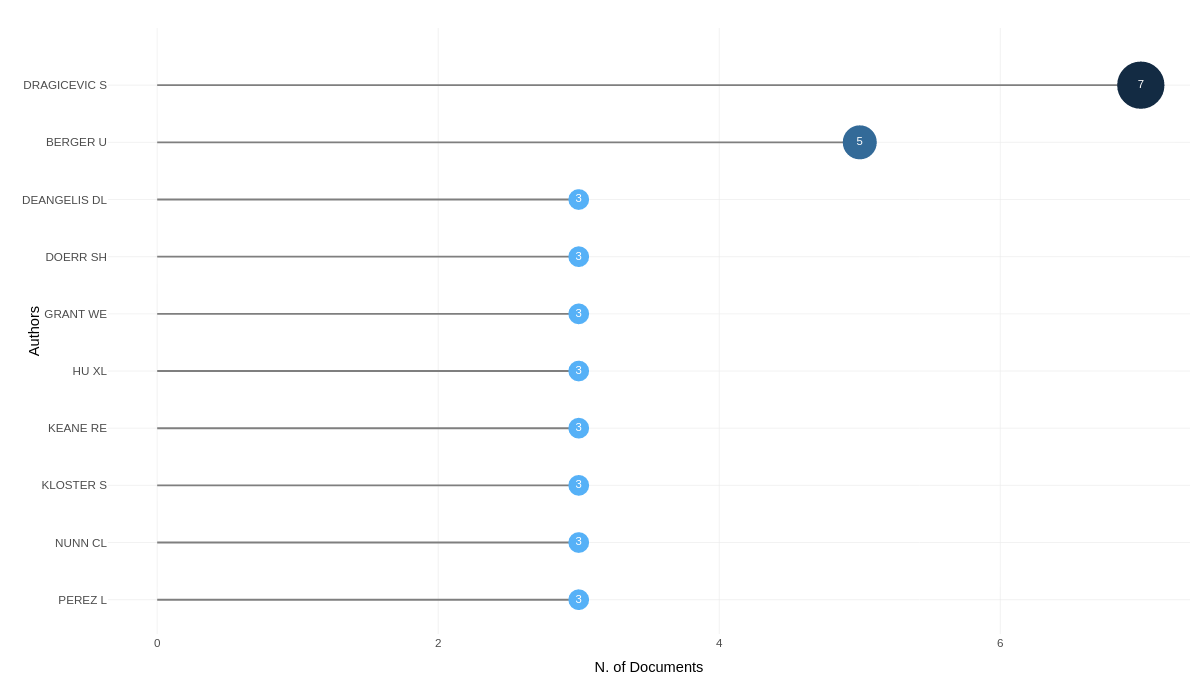 DRAGICEVIC S 7
BERGER U 5
DEANGELIS DL 3
DOERR SH 3
GRANT WE 3
HU XL 3
KEANE RE 3
KLOSTER S 3
NUNN CL 3
PEREZ L 3
Authors
0 2 4 6
N. of Documents